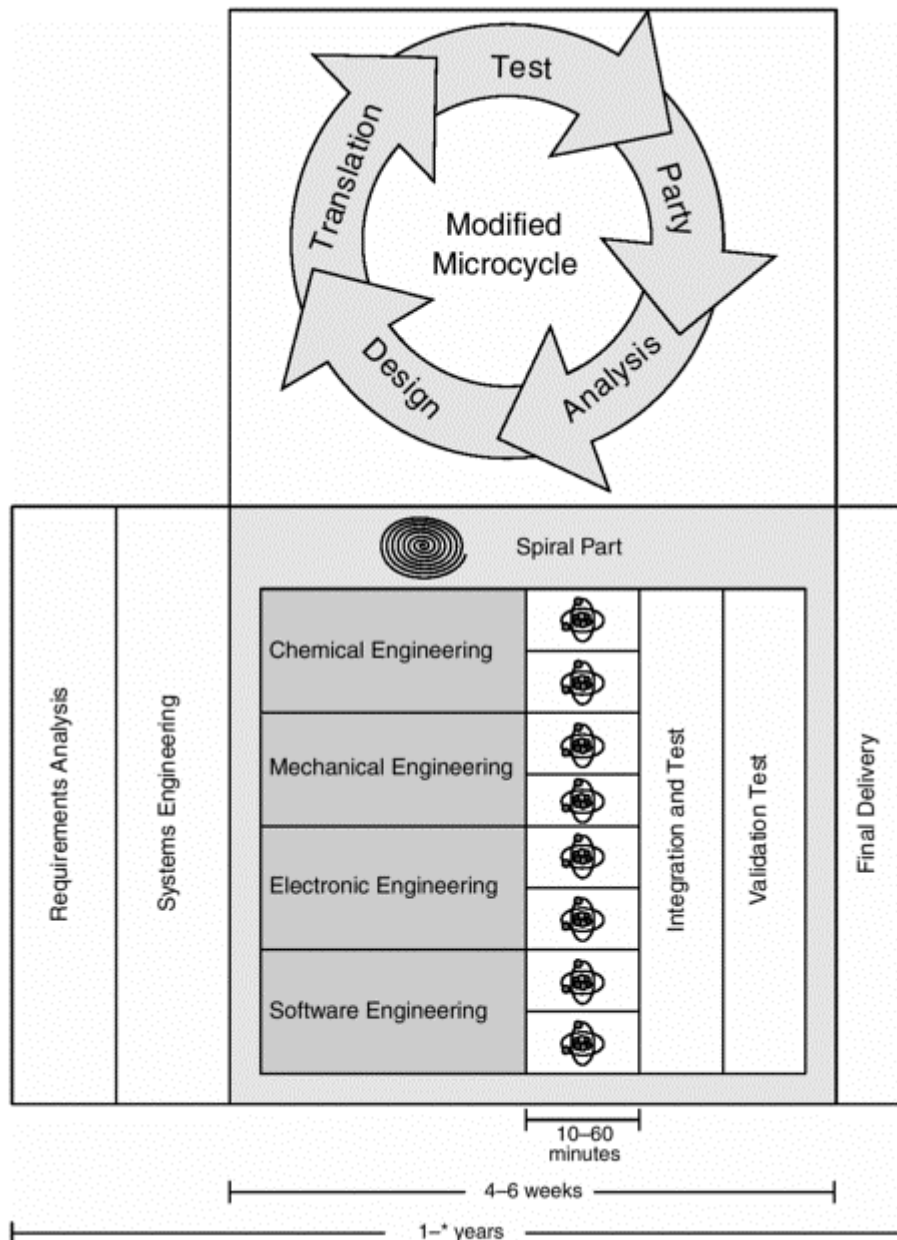 Test
Party
Analysis
Design
Translation
Modified
Microcycle
Spiral Part
Requirements Analysis
Systems Engineering
Chemical Engineering
Mechanical Engineering
Electronic Engineering
Software Engineering
Integration and Test
Validation Test
Final Delivery
10–60
minutes
4–6 weeks
1–* years